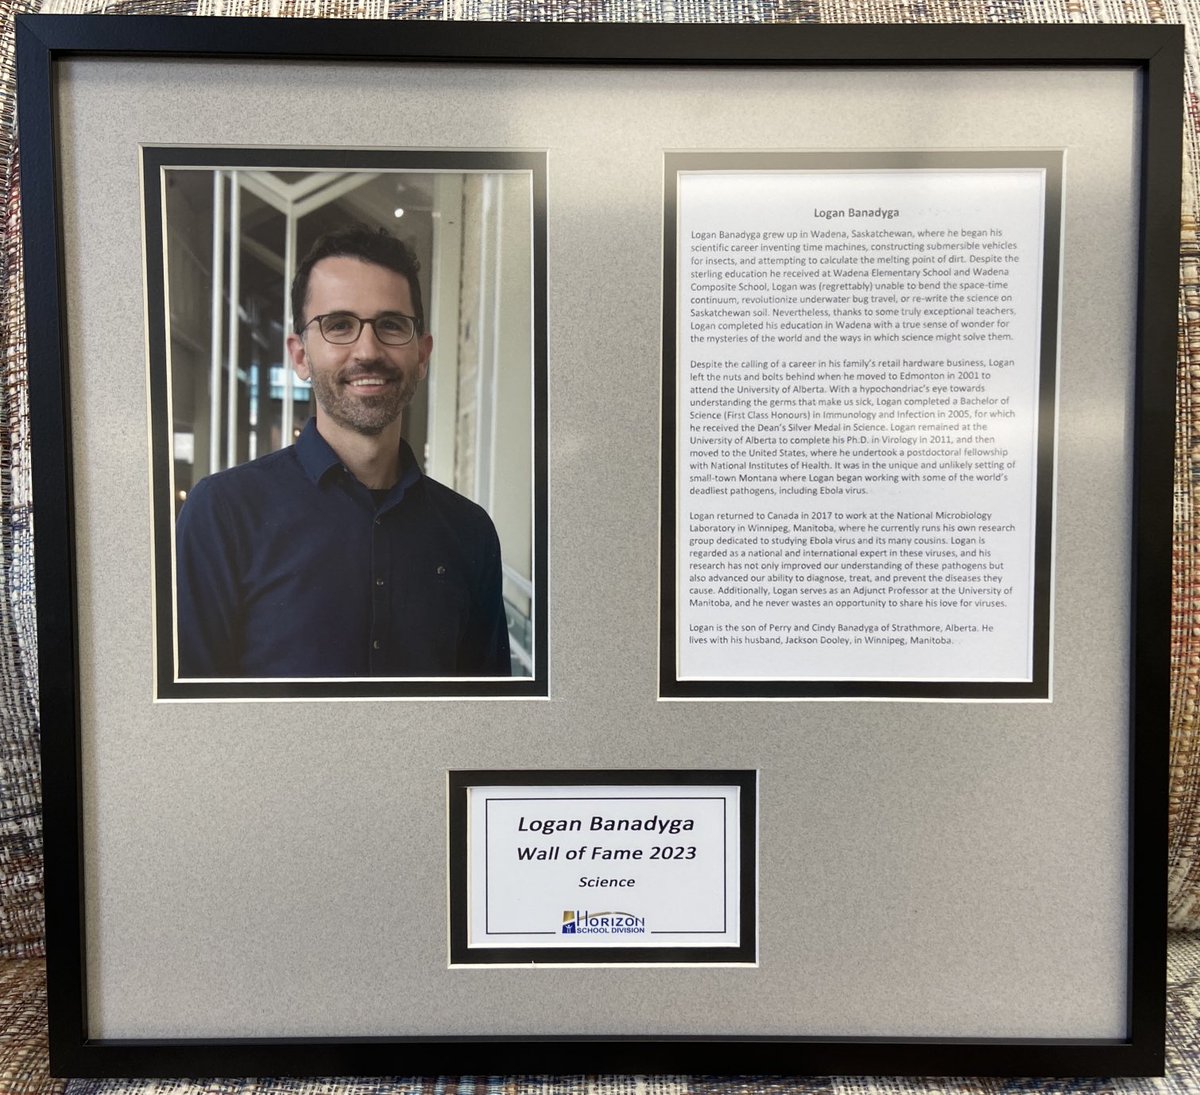 Logan Banadyga
Logan Banadyga grew up in Wadena, Saskatchewan, where he began his
scientific career inventing time machines, constructing submersible vehicles
for insects, and attempting to calculate the melting point of dirt. Despite the
sterling education he received at Wadena Elementary School and Wadena
Composite School, Logan was (regrettably) unable to bend the space-time
continuum, revolutionize underwater bug travel, or re-write the science on
Saskatchewan soil. Nevertheless, thanks to some truly exceptional teachers,
Logan completed his education in Wadena with a true sense of wonder for
the mysteries of the world and the ways in which science might solve them.
Despite the calling of a career in his family's retail hardware business, Logan
left the nuts and bolts behind when he moved to Edmonton in 2001 to
attend the University of Alberta. With a hypochondriac's eye towards
understanding the germs that make us sick, Logan completed a Bachelor of
Science (First Class Honours) in Immunology and Infection in 2005, for which
he received the Dean's Silver Medal in Science. Logan remained at the
University of Alberta to complete his Ph.D. in Virology in 2011, and then
moved to the United States, where he undertook a postdoctoral fellowship
with National Institutes of Health. It was in the unique and unlikely setting of
small-town Montana where Logan began working with some of the world's
deadliest pathogens, including Ebola virus.
Logan returned to Canada in 2017 to work at the National Microbiology
Laboratory in Winnipeg, Manitoba, where he currently runs his own research
group dedicated to studying Ebola virus and its many cousins. Logan is
regarded as a national and international expert in these viruses, and his
research has not only improved our understanding of these pathogens but
also advanced our ability to diagnose, treat, and prevent the diseases they
cause. Additionally, Logan serves as an Adjunct Professor at the University of
Manitoba, and he never wastes an opportunity to share his love for viruses.
Logan is the son of Perry and Cindy Banadyga of Strathmore, Alberta. He
lives with his husband, Jackson Dooley, in Winnipeg, Manitoba.
Logan Banadyga
Wall of Fame 2023
Science
HORIZON
SCHOOL DIVISION